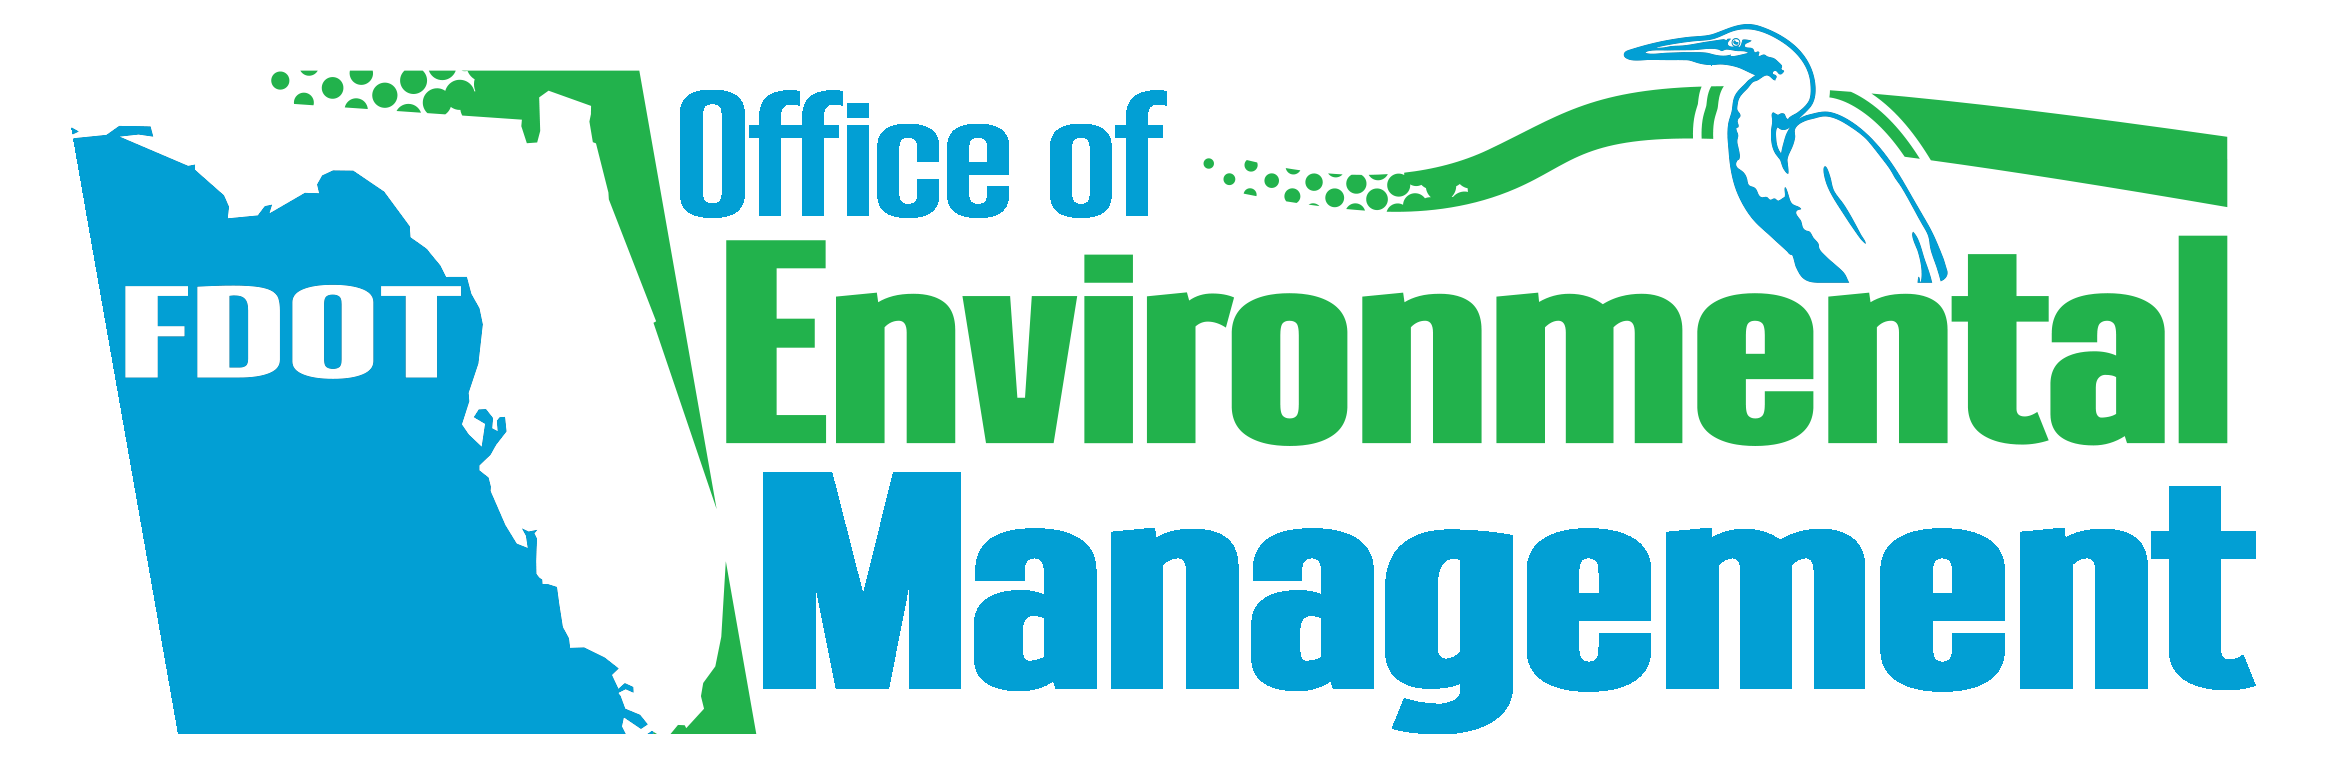 FDOT
Office of
Environmental
Management